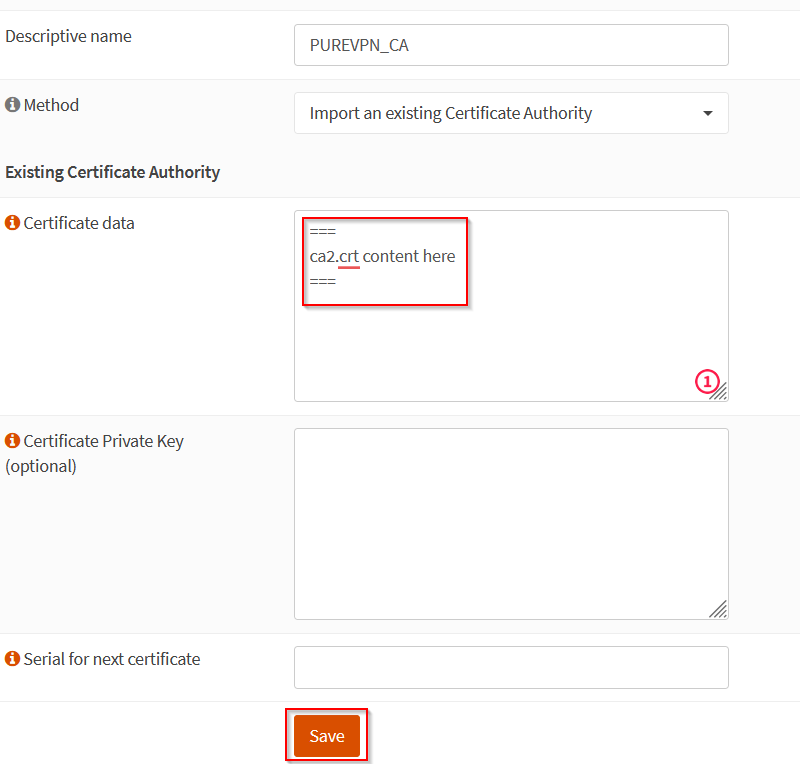 Descriptive name
PUREVPN_CA
Method
Import an existing Certificate Authority
Existing Certificate Authority
Certificate data
===
ca2.crt content here
===
1
Certificate Private Key
(optional)
Serial for next certificate
Save